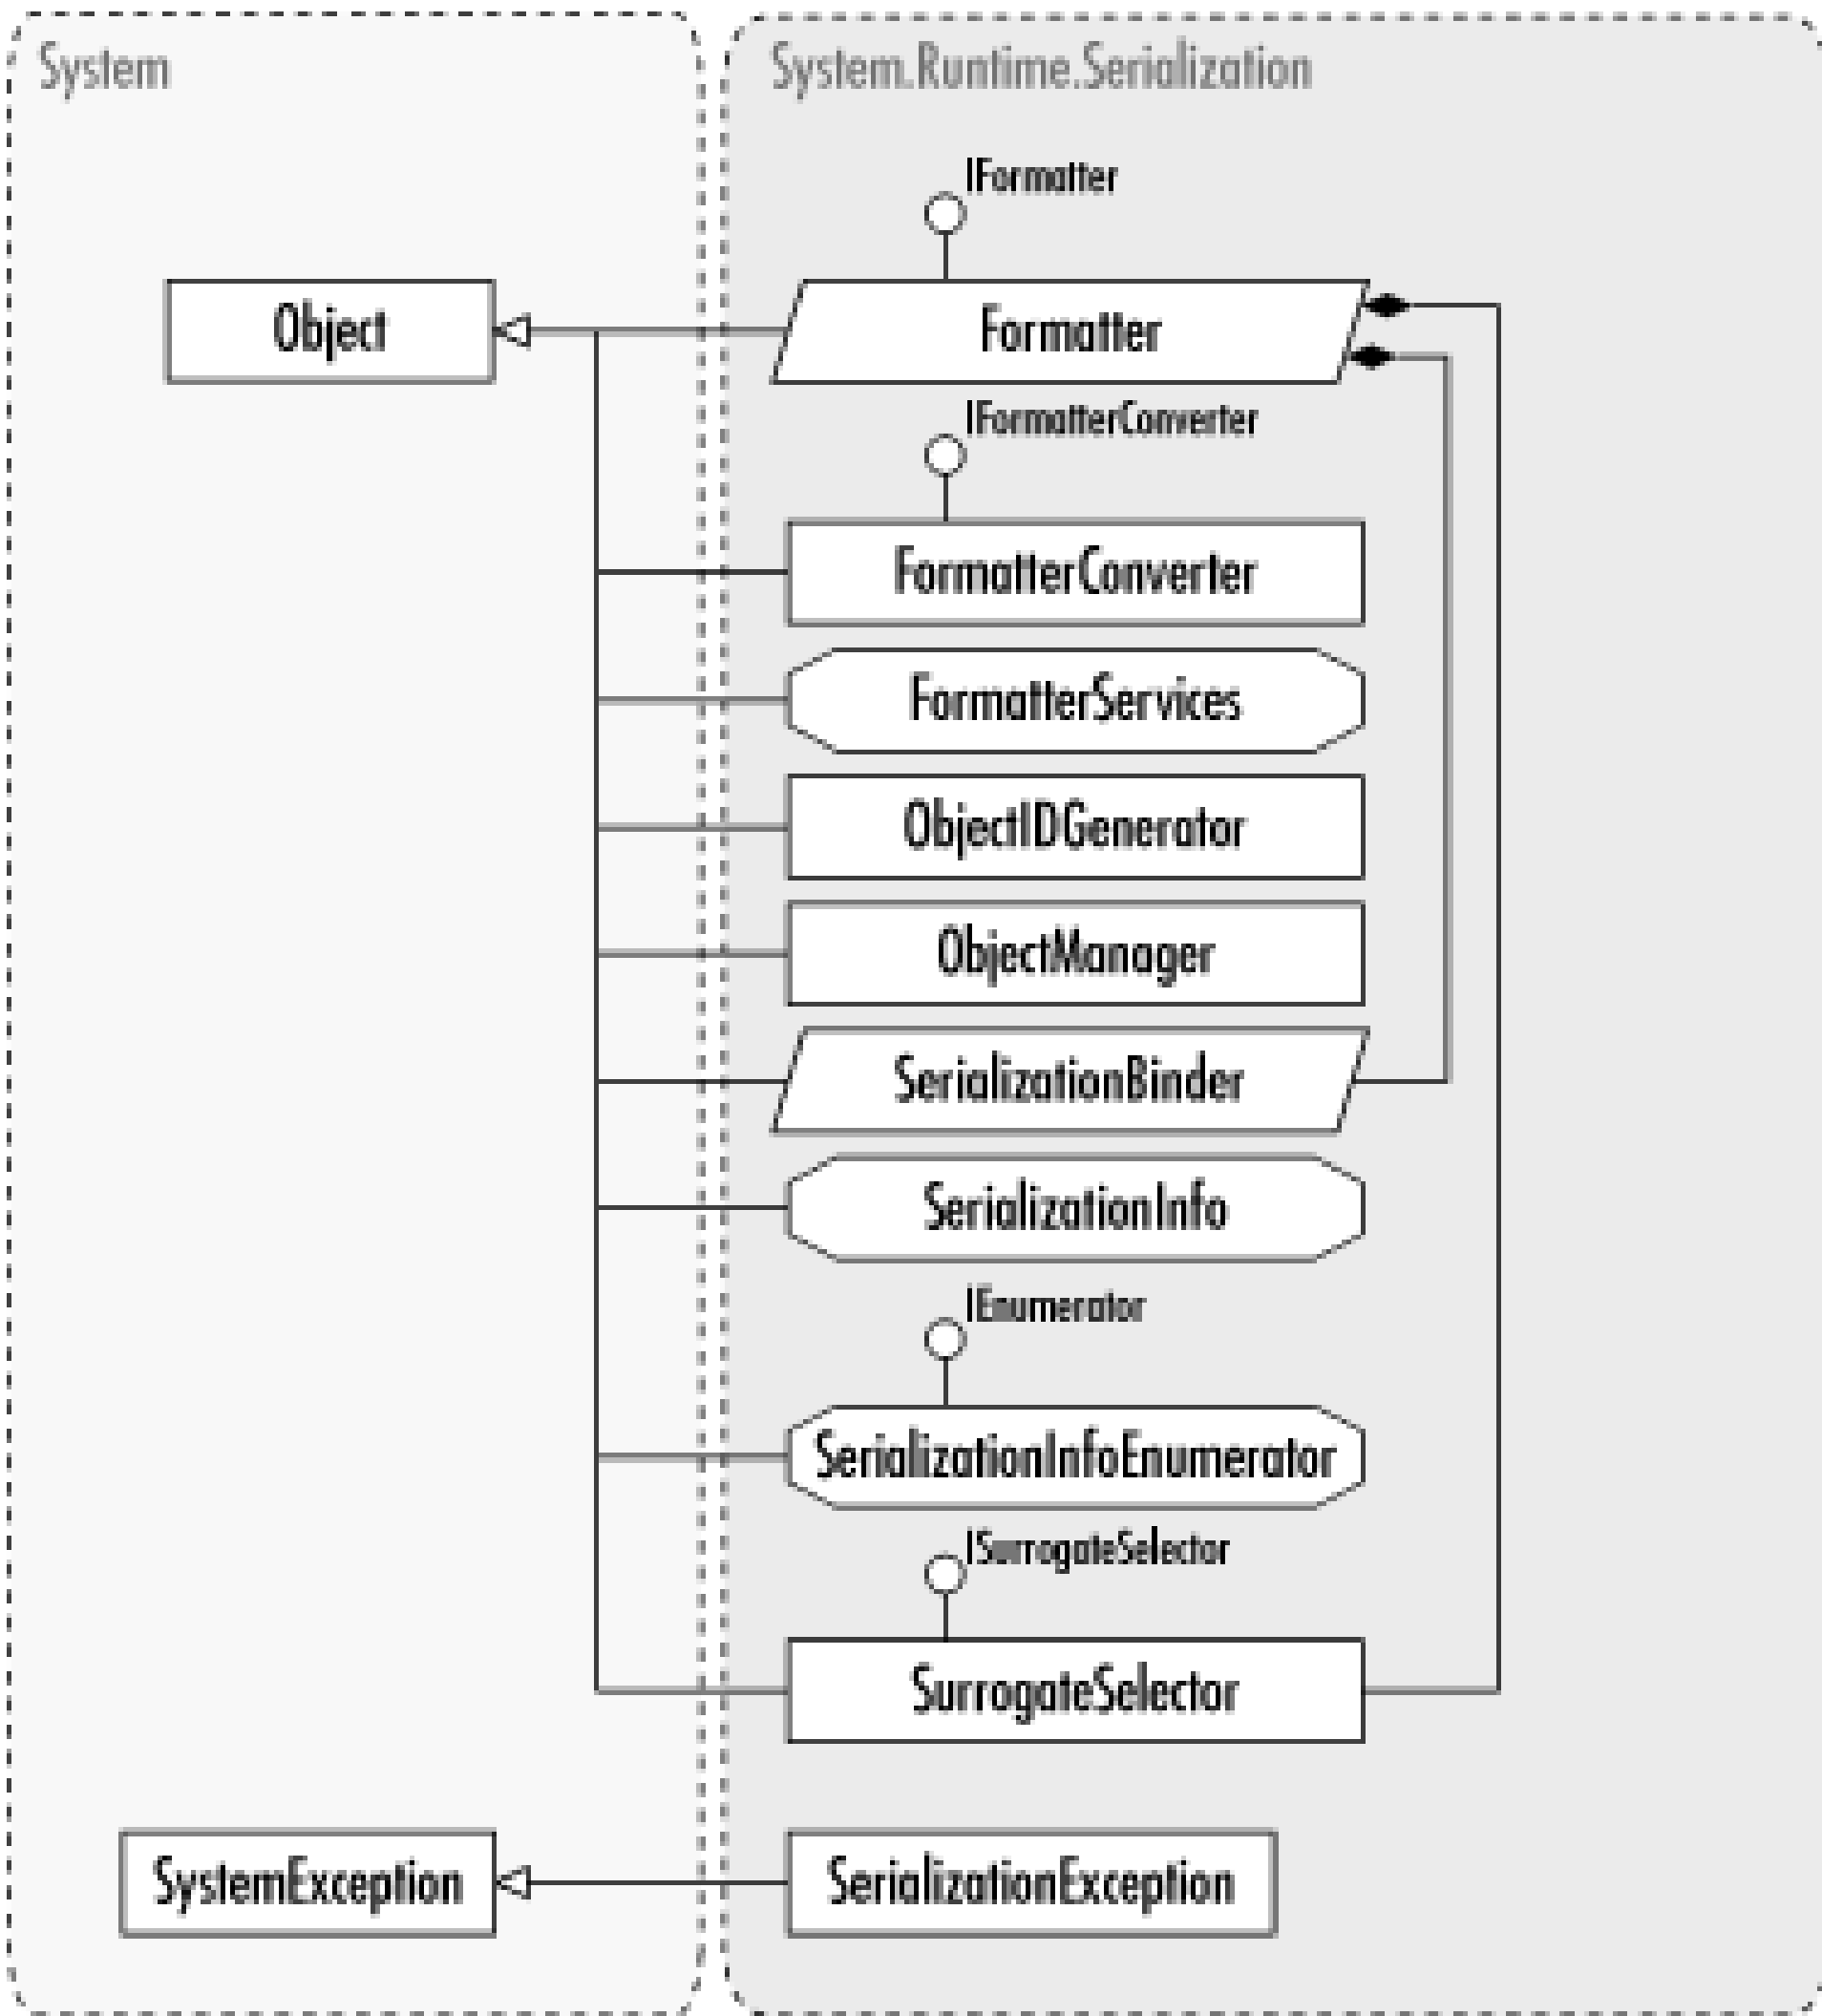 System
System.Runtime.Serialization
IFormatter
Object
Formatter
IFormatterConverter
FormatterConverter
FormatterServices
ObjectIDGenerator
ObjectManager
SerializationBinder
SerializationInfo
IEnumerator
SerializationInfoEnumerator
ISurrogateSelector
SurrogateSelector
SystemException
SerializationException